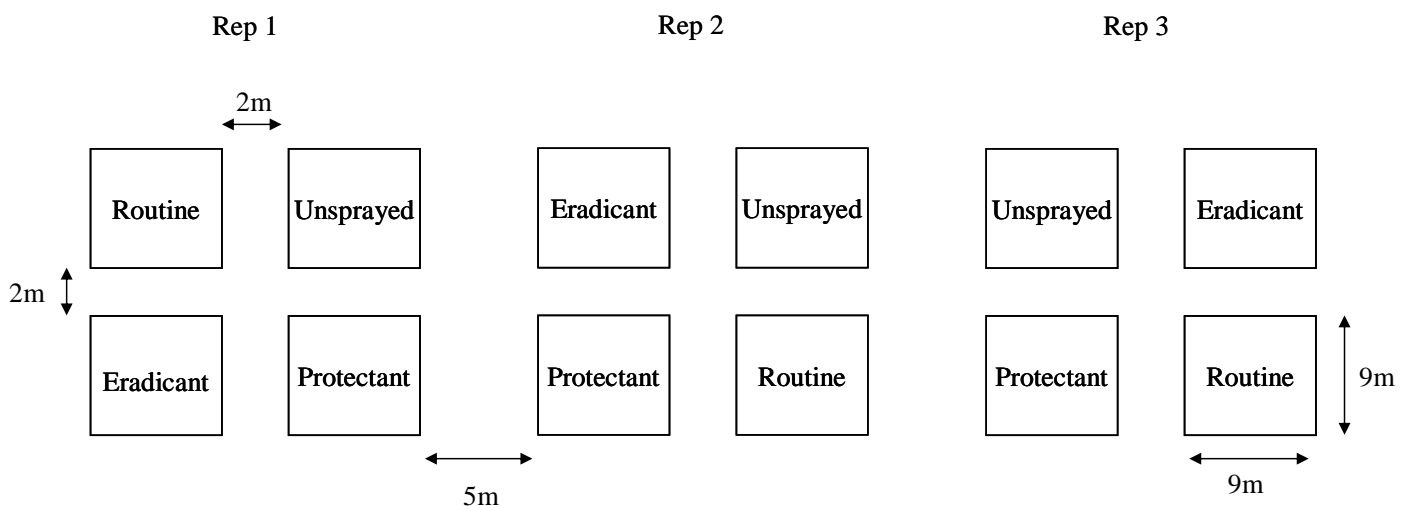 Rep 1
Rep 2
Rep 3
2m
Routine
Unsprayed
Eradicant
Unsprayed
Unsprayed
Eradicant
2m
Eradicant
Protectant
Protectant
Routine
Protectant
Routine
9m
5m
9m